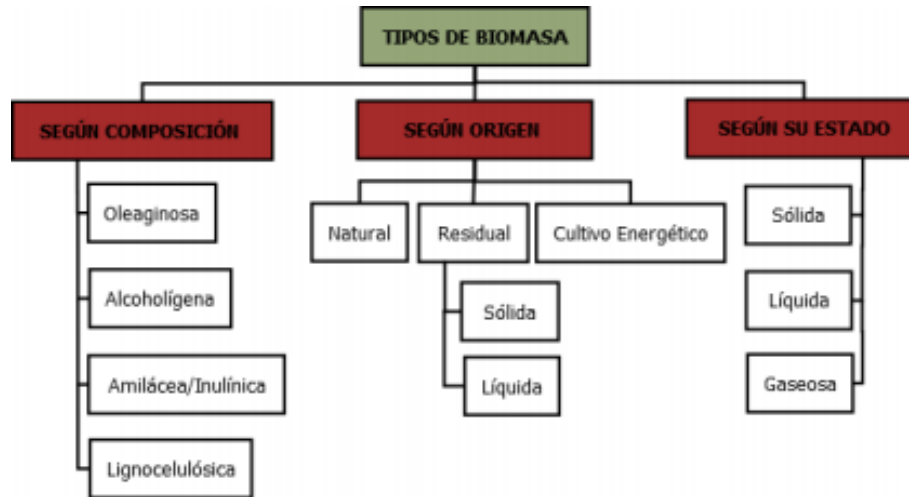 TIPOS DE BIOMASA
SEGÚN COMPOSICIÓN
SEGÚN ORIGEN
SEGÚN SU ESTADO
Oleaginosa
Alcoholígena
Amilácea/Inulínica
Lignocelulósica
Natural
Residual
Cultivo Energético
Sólida
Líquida
Sólida
Líquida
Gaseosa